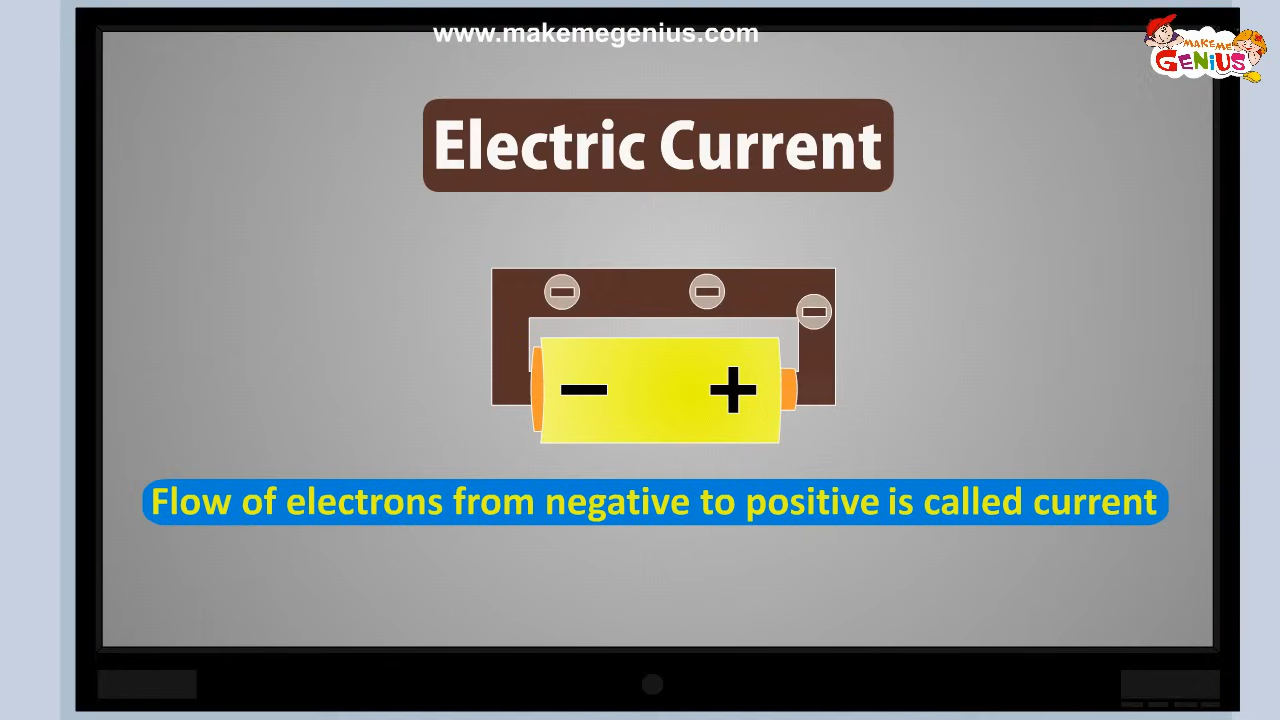 www.makemegenius.com
MAKE ME
GENiUS
Electric Current
− +
Flow of electrons from negative to positive is called current